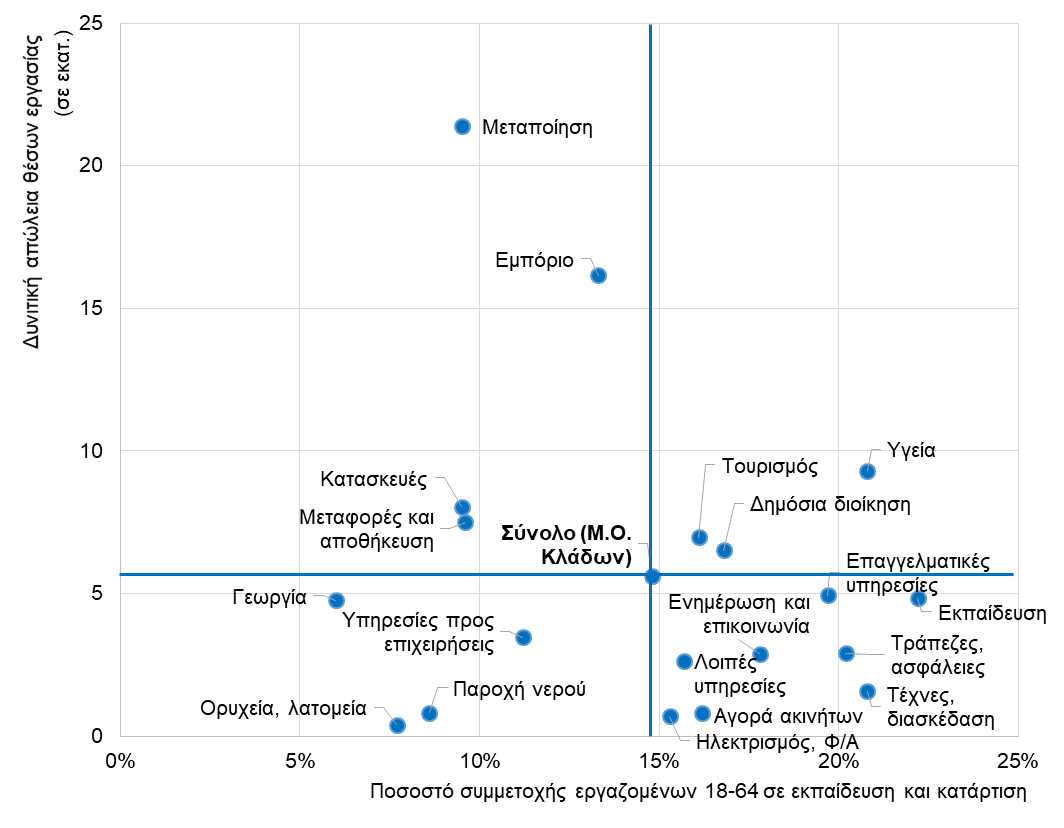 Δυνιτική απώλεια θέσων εργασίας
(σε εκατ.)
25
20
15
10
5
0
Μεταποίηση
Εμπόριο
Υγεία
Τουρισμός
Κατασκευές
Δημόσια διοίκηση
Μεταφορές και
αποθήκευση
Σύνολο (Μ.Ο.
Κλάδων)
Επαγγελματικές
υπηρεσίες
Γεωργία
Ενημέρωση και
επικοινωνία
Εκπαίδευση
Υπηρεσίες προς
επιχειρήσεις
Τράπεζες,
ασφάλειες
Λοιπές
υπηρεσίες
Παροχή νερού
Τέχνες,
διασκέδαση
Ορυχεία, λατομεία
Αγορά ακινήτων
Ηλεκτρισμός, Φ/Α
0%
5%
10%
15%
20%
25%
Ποσοστό συμμετοχής εργαζομένων 18-64 σε εκπαίδευση και κατάρτιση